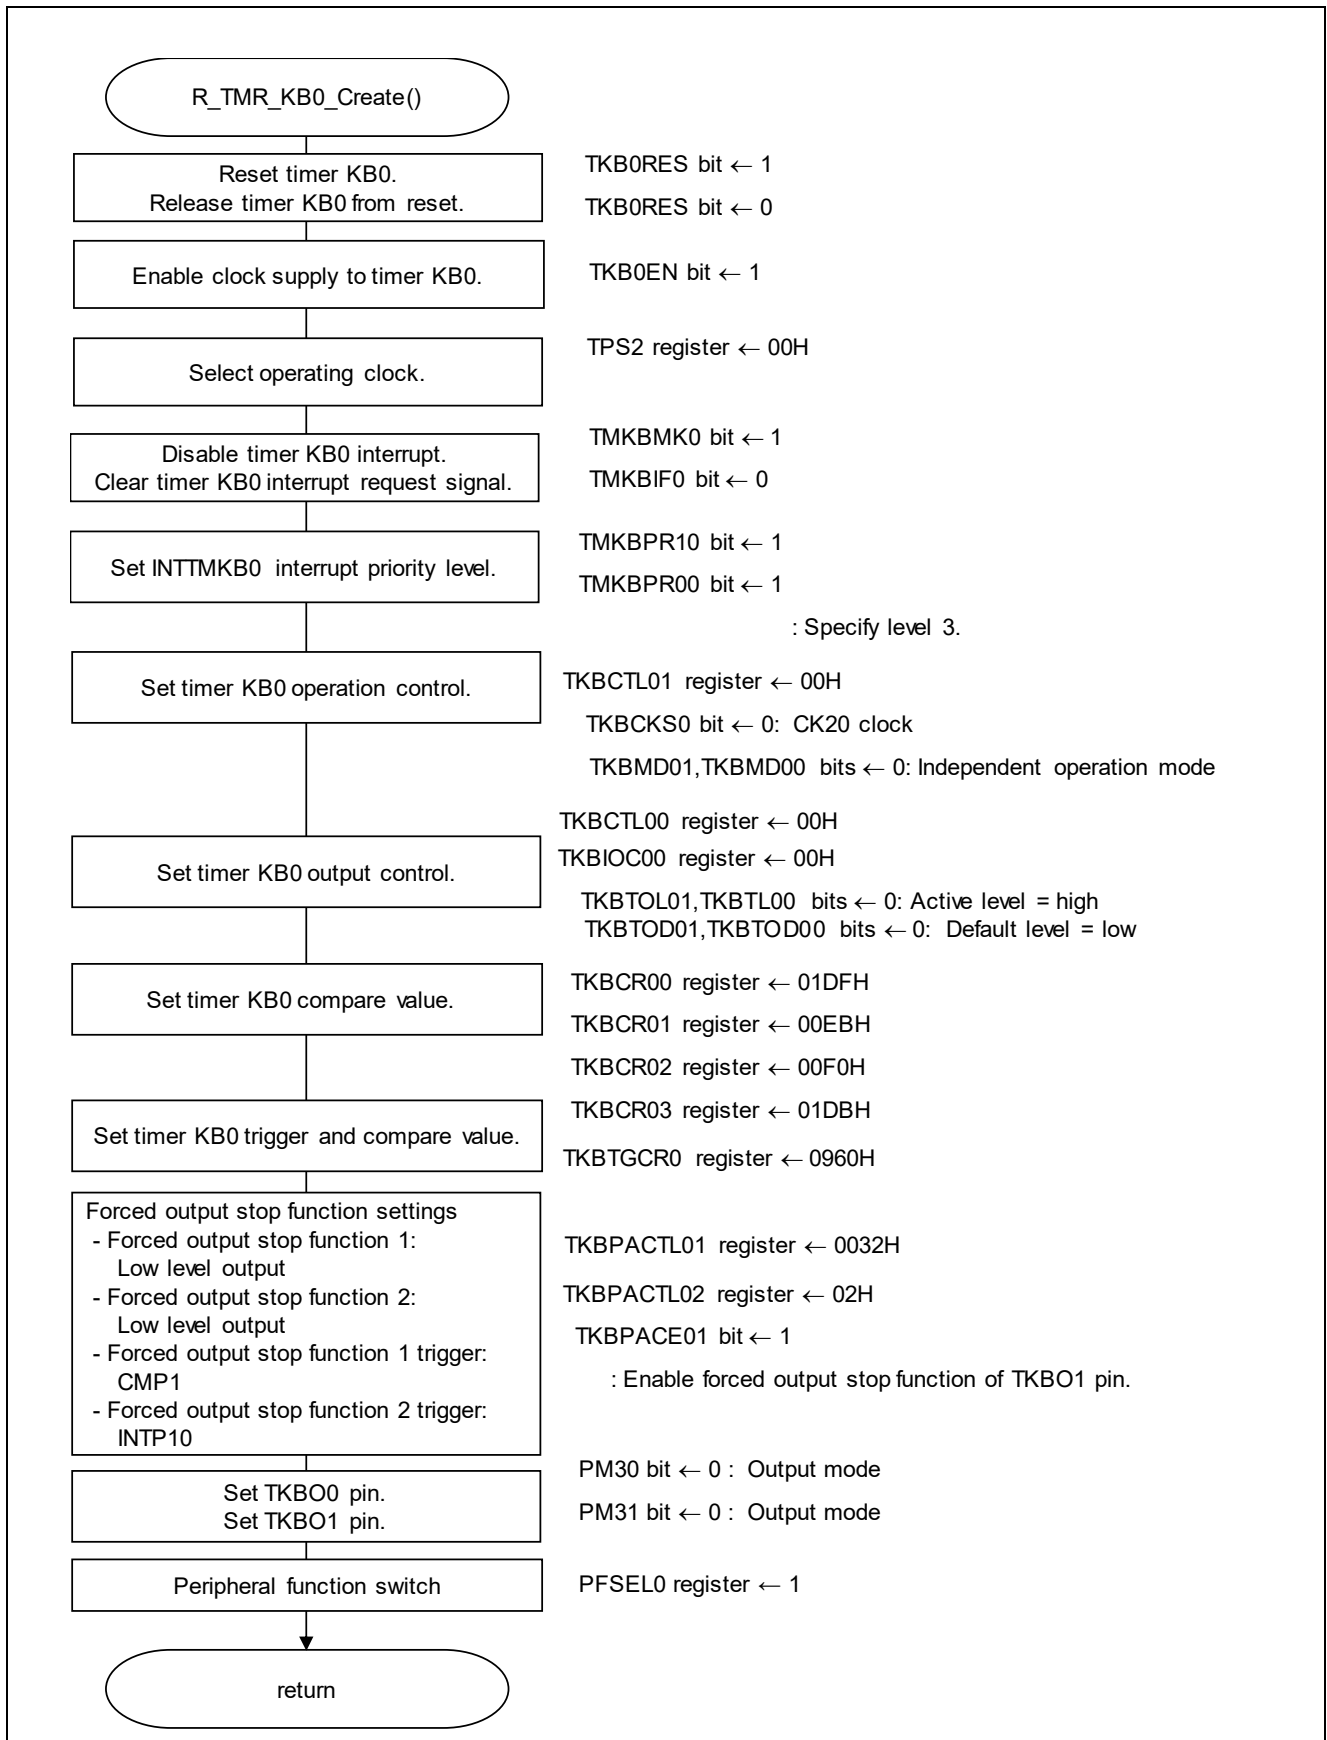 R_TMR_KB0_Create()
Reset timer KB0.
Release timer KB0 from reset.
TKB0RES bit ← 1
TKB0RES bit ← 0
Enable clock supply to timer KB0.
TKB0EN bit ← 1
Select operating clock.
TPS2 register ← 00H
Disable timer KB0 interrupt.
Clear timer KB0 interrupt request signal.
TMKBMK0 bit ← 1
TMKBIF0 bit ← 0
Set INTTMKB0 interrupt priority level.
TMKBPR10 bit ← 1
TMKBPR00 bit ← 1
: Specify level 3.
Set timer KB0 operation control.
TKBCTL01 register ← 00H
TKBCKS0 bit ← 0: CK20 clock
TKBMD01,TKBMD00 bits ← 0: Independent operation mode
TKBCTL00 register ← 00H
Set timer KB0 output control.
TKBIOC00 register ← 00H
TKBTOL01,TKBTL00 bits ← 0: Active level = high
TKBTOD01,TKBTOD00 bits ← 0: Default level = low
Set timer KB0 compare value.
TKBCR00 register ← 01DFH
TKBCR01 register ← 00EBH
TKBCR02 register ← 00F0H
TKBCR03 register ← 01DBH
Set timer KB0 trigger and compare value.
TKBTGCR0 register ← 0960H
Forced output stop function settings
- Forced output stop function 1:
Low level output
- Forced output stop function 2:
Low level output
- Forced output stop function 1 trigger:
CMP1
- Forced output stop function 2 trigger:
INTP10
TKBPACTL01 register ← 0032H
TKBPACTL02 register ← 02H
TKBPACE01 bit ← 1
: Enable forced output stop function of TKBO1 pin.
Set TKBO0 pin.
Set TKBO1 pin.
PM30 bit ← 0 : Output mode
PM31 bit ← 0 : Output mode
Peripheral function switch
PFSEL0 register ← 1
return